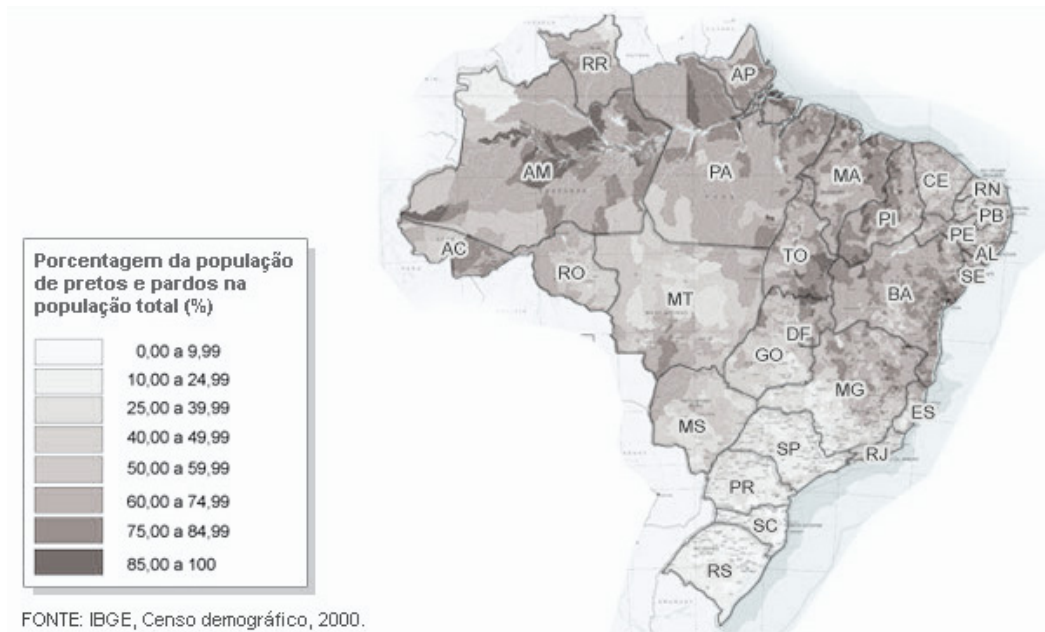 RR
AP
AM
PA
MA
CE
RN
PB
PI
PE
AL
SE
AC
TO
RO
BA
MT
DF
GO
MG
ES
MS
SP
RJ
PR
SC
RS
Porcentagem da população
de pretos e pardos na
população total (%)
0,00 a 9,99
10,00 a 24,99
25,00 a 39,99
40,00 a 49,99
50,00 a 59,99
60,00 a 74,99
75,00 a 84,99
85,00 a 100
FONTE: IBGE, Censo demográfico, 2000.